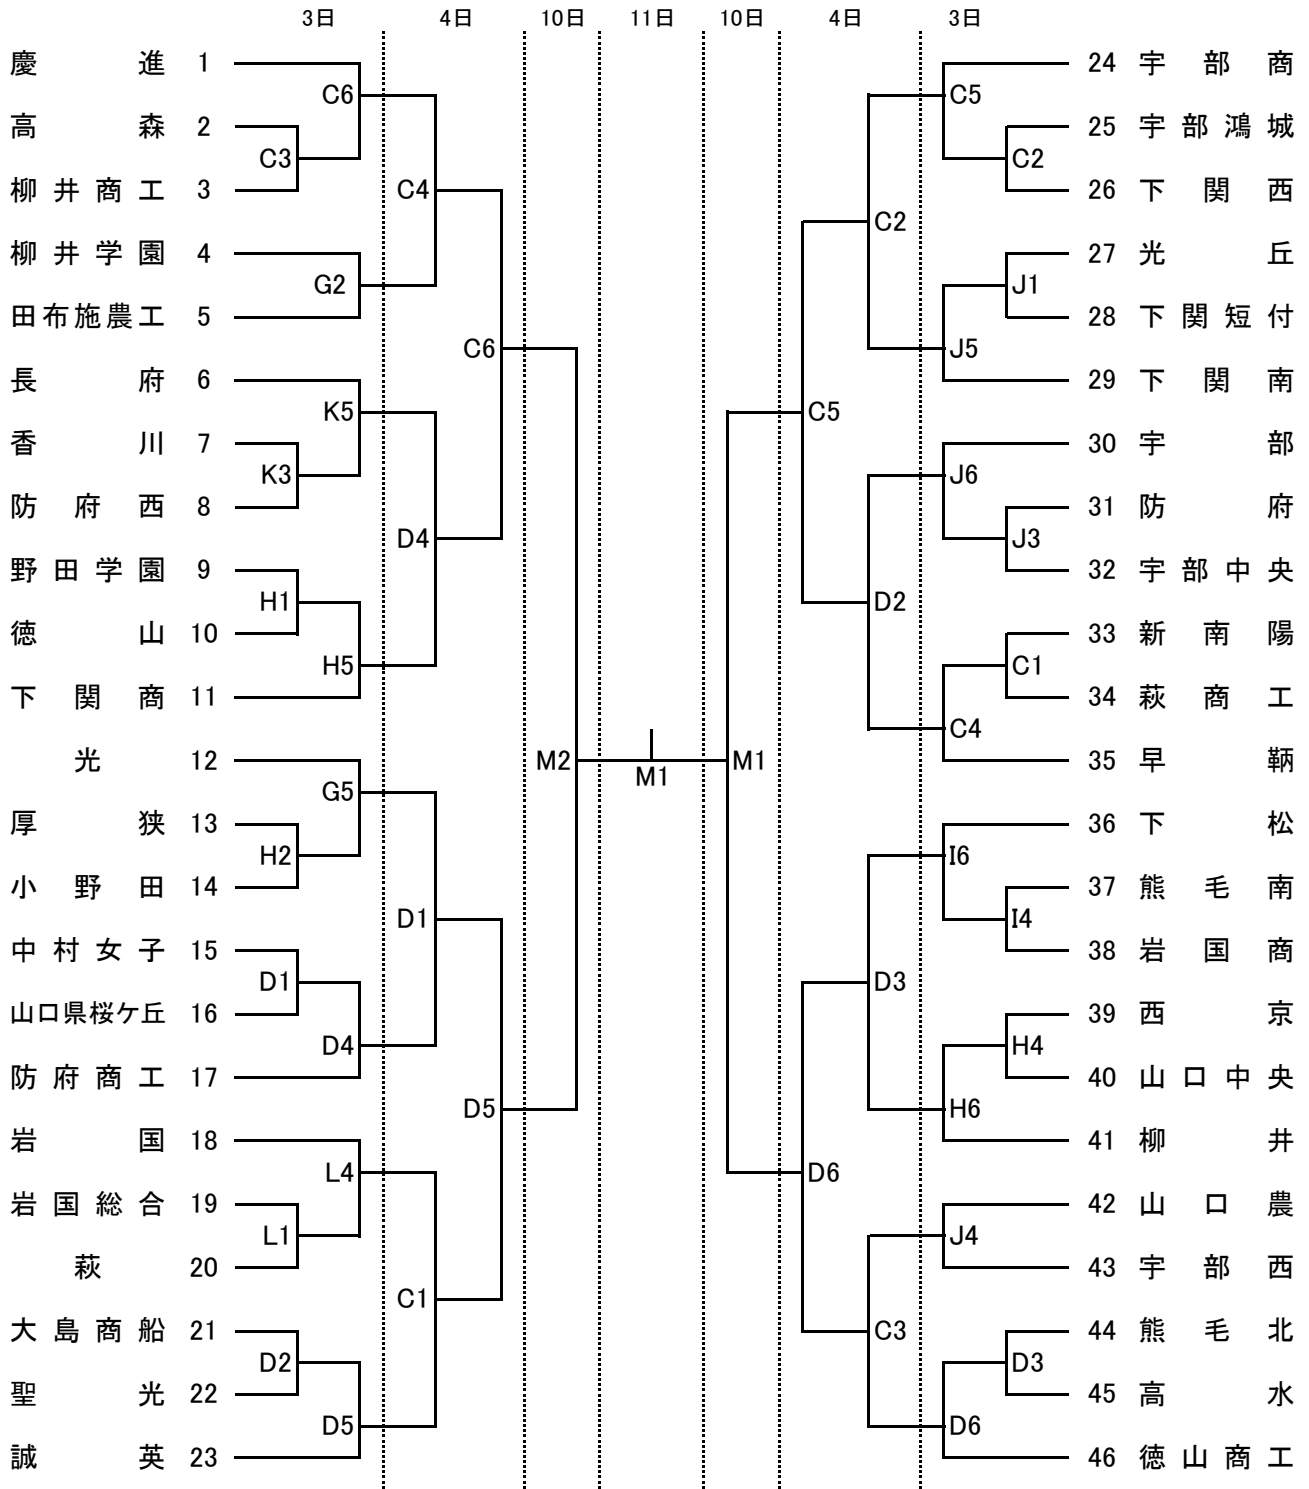 3日 4日 10日 11日 10日 4日 3日
慶進 1 24 宇部商
C6 C5
高森 2 25 宇部鴻城
C3 C2
柳井商工 3 C4 26 下関西
C2
柳井学園 4 27 光丘
G2 J1
田布施農工 5 28 下関短付
C6 J5
長府 6 29 下関南
K5 C5
香川 7 30 宇部
K3 J6
防府西 8 31 防府
D4 J3
野田学園 9 32 宇部中央
H1 D2
徳山 10 33 新南陽
H5 C1
下関商 11 34 萩商工
C4
光 12 M2 M1 M1 35 早鞆
G5
厚狭 13 36 下松
H2 I6
小野田 14 37 熊毛南
D1 I4
中村女子 15 38 岩国商
D1 D3
山口県桜ケ丘 16 39 西京
D4 H4
防府商工 17 40 山口中央
D5 H6
岩国 18 41 柳井
L4 D6
岩国総合 19 42 山口農
L1 J4
萩 20 43 宇部西
C1
大島商船 21 C3 44 熊毛北
D2 D3
聖光 22 45 高水
D5 D6
誠英 23 46 徳山商工